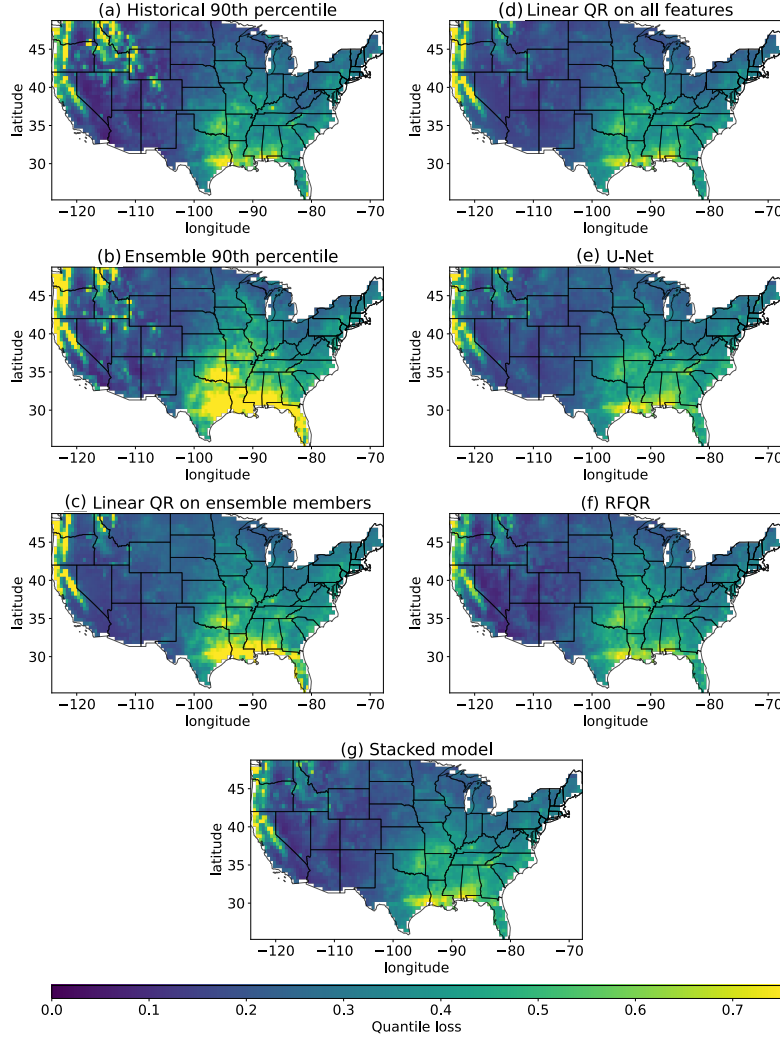 (a) Historical 90th percentile
45
40
35
30
latitude
−120 −110 −100 −90 −80 −70
longitude
(d) Linear QR on all features
45
40
35
30
latitude
−120 −110 −100 −90 −80 −70
longitude
(b) Ensemble 90th percentile
45
40
35
30
latitude
−120 −110 −100 −90 −80 −70
longitude
(e) U-Net
45
40
35
30
latitude
−120 −110 −100 −90 −80 −70
longitude
(c) Linear QR on ensemble members
45
40
35
30
latitude
−120 −110 −100 −90 −80 −70
longitude
(f) RFQR
45
40
35
30
latitude
−120 −110 −100 −90 −80 −70
longitude
(g) Stacked model
45
40
35
30
latitude
−120 −110 −100 −90 −80 −70
longitude
0.0 0.1 0.2 0.3 0.4 0.5 0.6 0.7
Quantile loss